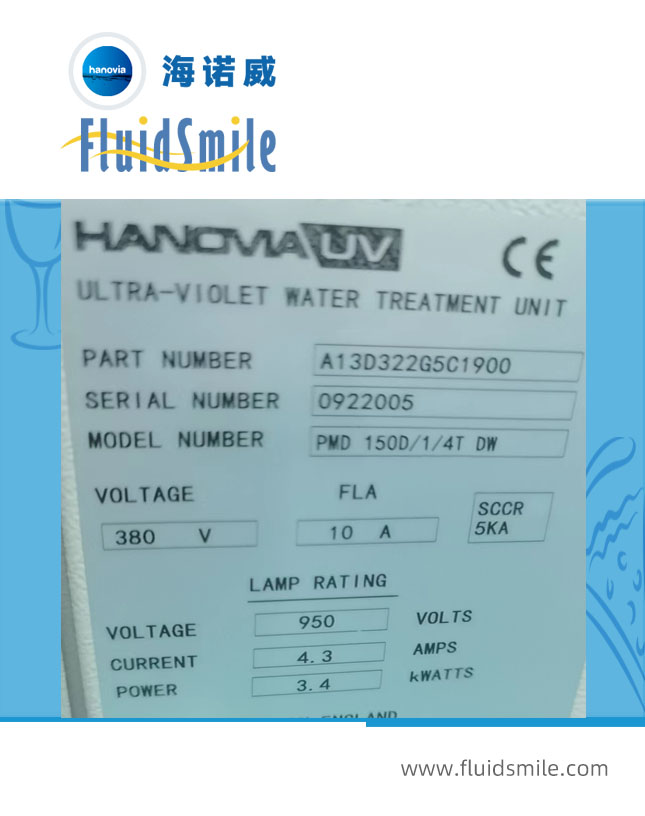 hanovia
海诺威
FluidSmile
HANOVIA UV
CE
ULTRA-VIOLET WATER TREATMENT UNIT
PART NUMBER A13D322G5C1900
SERIAL NUMBER 0922005
MODEL NUMBER PMD 150D/1/4T DW
VOLTAGE FLA
380 V 10 A SCCR
5KA
LAMP RATING
VOLTAGE 950 VOLTS
CURRENT 4.3 AMPS
POWER 3.4 kWATTS
ENGLAND
www.fluidsmile.com